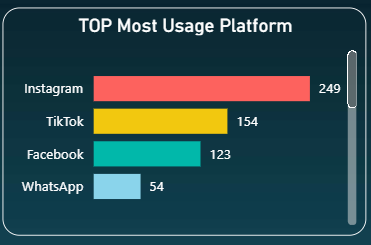 TOP Most Usage Platform
Instagram 249
TikTok 154
Facebook 123
WhatsApp 54